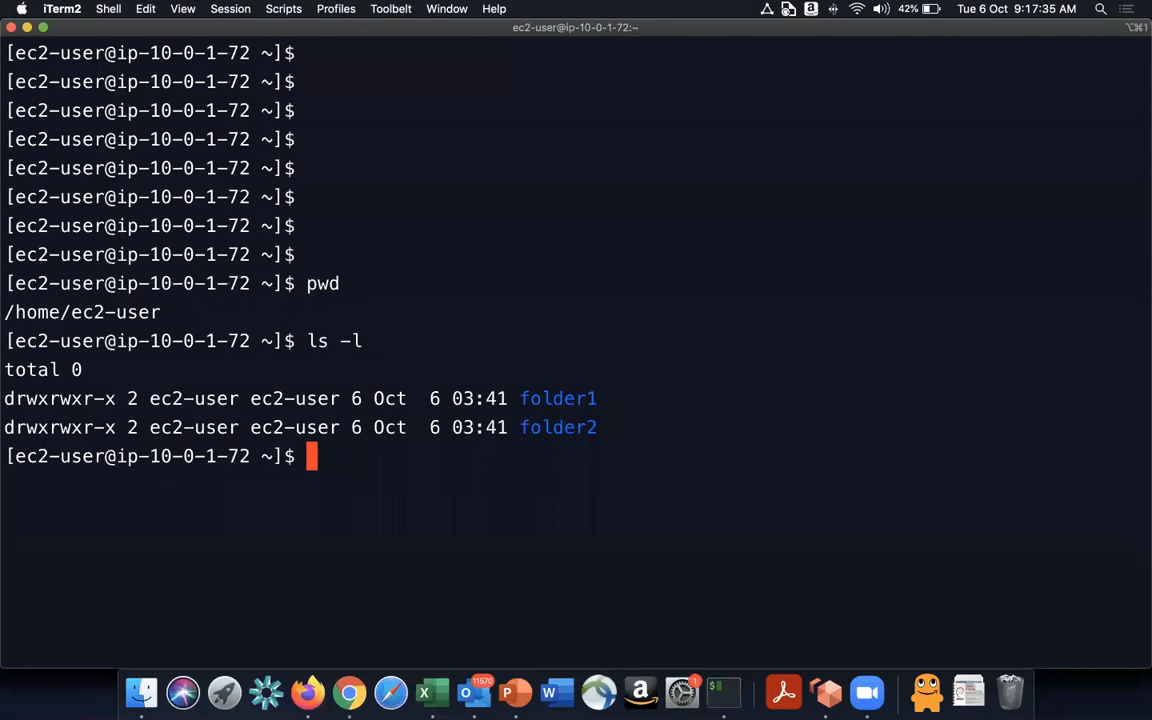 iTerm2 Shell Edit View Session Scripts Profiles Toolbelt Window Help 42% Tue 6 Oct 9:17:35 AM
ec2-user@ip-10-0-1-72:~ ⌥⌘1
[ec2-user@ip-10-0-1-72 ~]$
[ec2-user@ip-10-0-1-72 ~]$
[ec2-user@ip-10-0-1-72 ~]$
[ec2-user@ip-10-0-1-72 ~]$
[ec2-user@ip-10-0-1-72 ~]$
[ec2-user@ip-10-0-1-72 ~]$
[ec2-user@ip-10-0-1-72 ~]$
[ec2-user@ip-10-0-1-72 ~]$
[ec2-user@ip-10-0-1-72 ~]$ pwd
/home/ec2-user
[ec2-user@ip-10-0-1-72 ~]$ ls -l
total 0
drwxrwxr-x 2 ec2-user ec2-user 6 Oct  6 03:41 folder1
drwxrwxr-x 2 ec2-user ec2-user 6 Oct  6 03:41 folder2
[ec2-user@ip-10-0-1-72 ~]$
11570 1